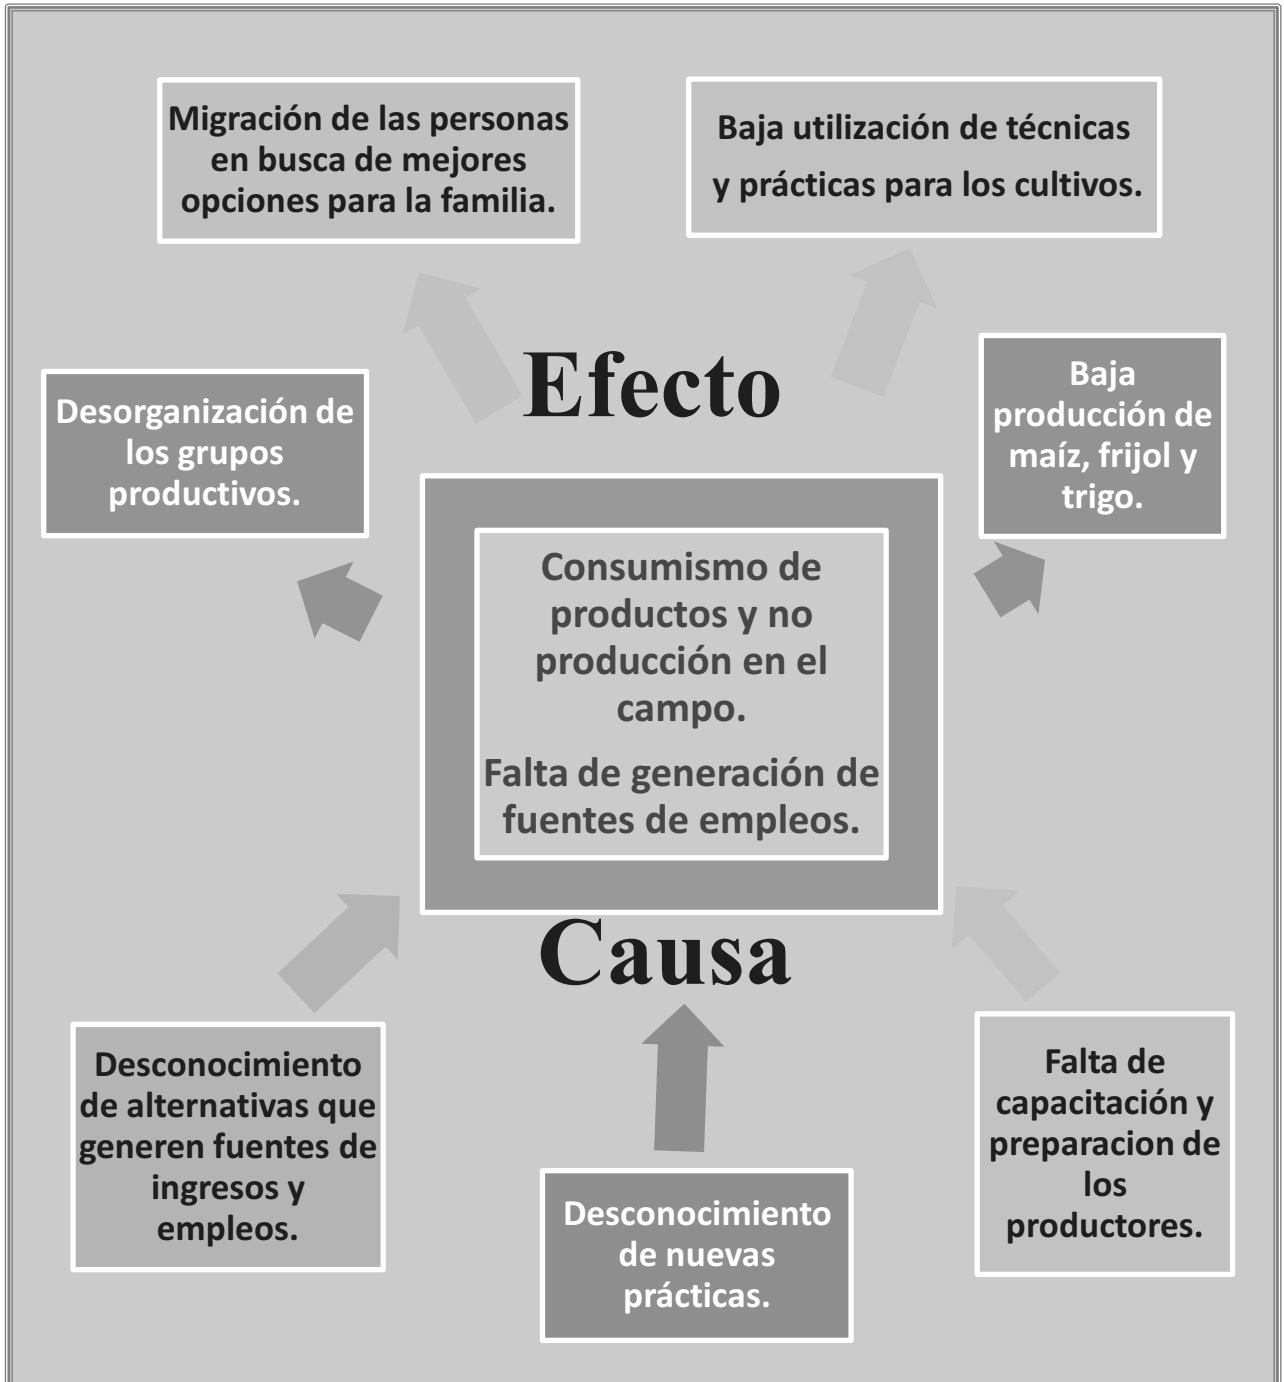 Migración de las personas
en busca de mejores
opciones para la familia.
Baja utilización de técnicas
y prácticas para los cultivos.
Efecto
Desorganización de
los grupos
productivos.
Baja
producción de
maíz, frijol y
trigo.
Consumismo de
productos y no
producción en el
campo.
Falta de generación de
fuentes de empleos.
Causa
Desconocimiento
de alternativas que
generen fuentes de
ingresos y
empleos.
Desconocimiento
de nuevas
prácticas.
Falta de
capacitación y
preparacion de
los
productores.